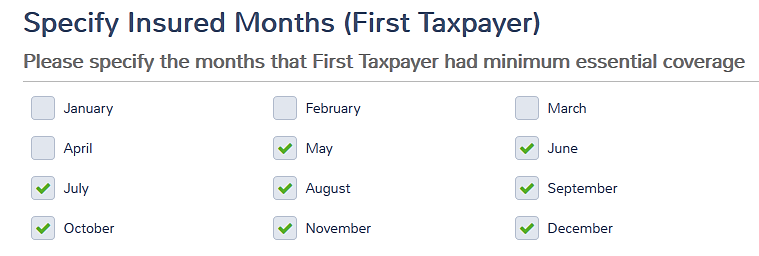 Specify Insured Months (First Taxpayer)
Please specify the months that First Taxpayer had minimum essential coverage
January February March
April May June
July August September
October November December